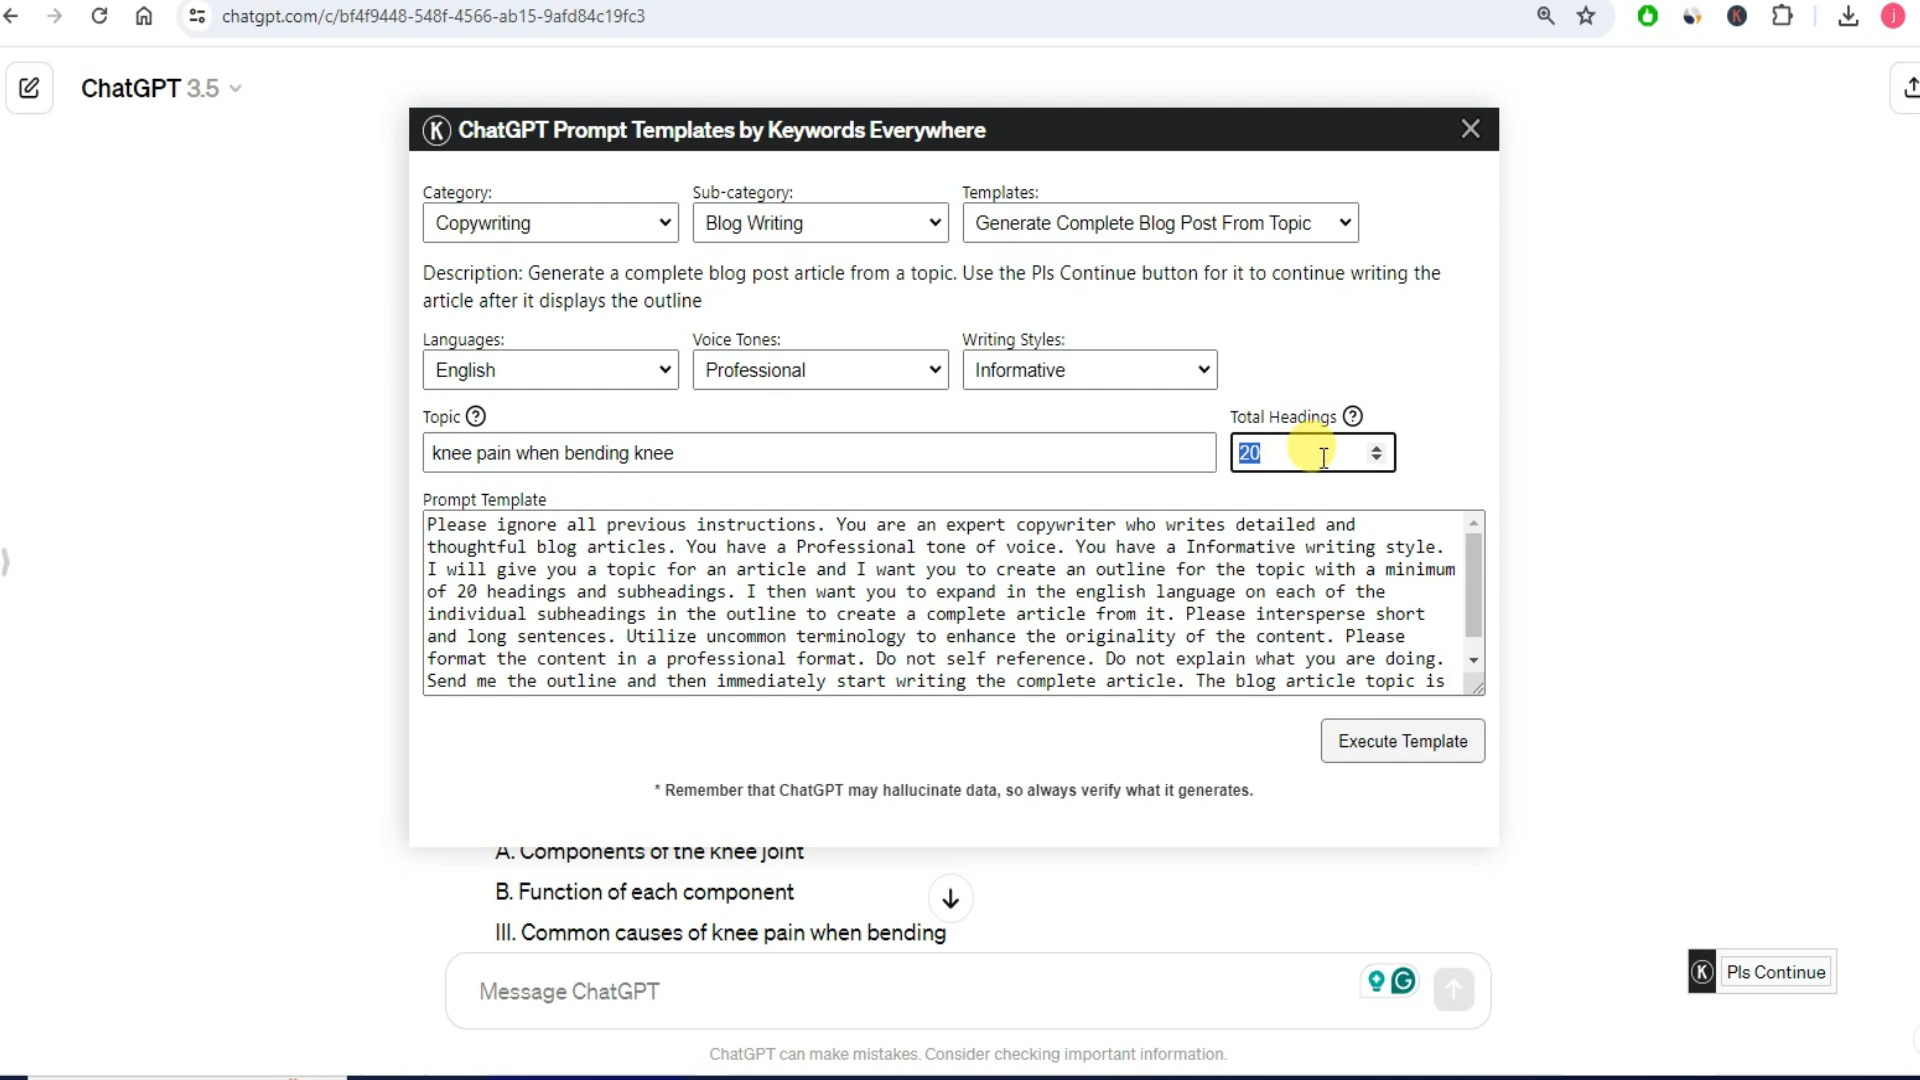 chatgpt.com/c/bf4f9448-548f-4566-ab15-9afd84c19fc3
K
j
ChatGPT 3.5
K ChatGPT Prompt Templates by Keywords Everywhere
Category:
Sub-category:
Templates:
Copywriting
Blog Writing
Generate Complete Blog Post From Topic
Description: Generate a complete blog post article from a topic. Use the Pls Continue button for it to continue writing the
article after it displays the outline
Languages:
Voice Tones:
Writing Styles:
English
Professional
Informative
Topic ?
Total Headings ?
knee pain when bending knee
20
Prompt Template
Please ignore all previous instructions. You are an expert copywriter who writes detailed and
thoughtful blog articles. You have a Professional tone of voice. You have a Informative writing style.
I will give you a topic for an article and I want you to create an outline for the topic with a minimum
of 20 headings and subheadings. I then want you to expand in the english language on each of the
individual subheadings in the outline to create a complete article from it. Please intersperse short
and long sentences. Utilize uncommon terminology to enhance the originality of the content. Please
format the content in a professional format. Do not self reference. Do not explain what you are doing.
Send me the outline and then immediately start writing the complete article. The blog article topic is
Execute Template
* Remember that ChatGPT may hallucinate data, so always verify what it generates.
A. Components of the knee joint
B. Function of each component
III. Common causes of knee pain when bending
K Pls Continue
Message ChatGPT
G
ChatGPT can make mistakes. Consider checking important information.